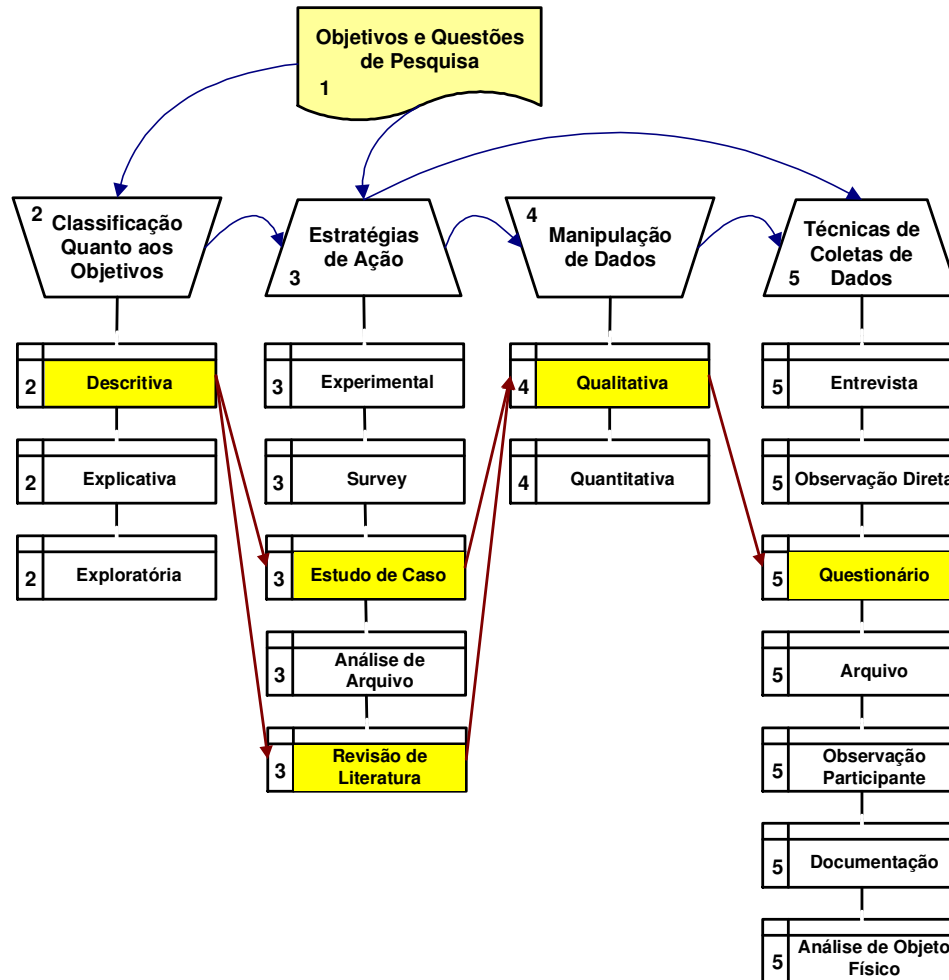 Objetivos e Questões
de Pesquisa
1
2
Classificação
Quanto aos
Objetivos
Estratégias
de Ação
3
4
Manipulação
de Dados
Técnicas de
Coletas de
Dados
5
2 Descritiva
2 Explicativa
2 Exploratória
3 Experimental
3 Survey
3 Estudo de Caso
3 Análise de
Arquivo
3 Revisão de
Literatura
4 Qualitativa
4 Quantitativa
5 Entrevista
5 Observação Direta
5 Questionário
5 Arquivo
5 Observação
Participante
5 Documentação
5 Análise de Objeto
Físico